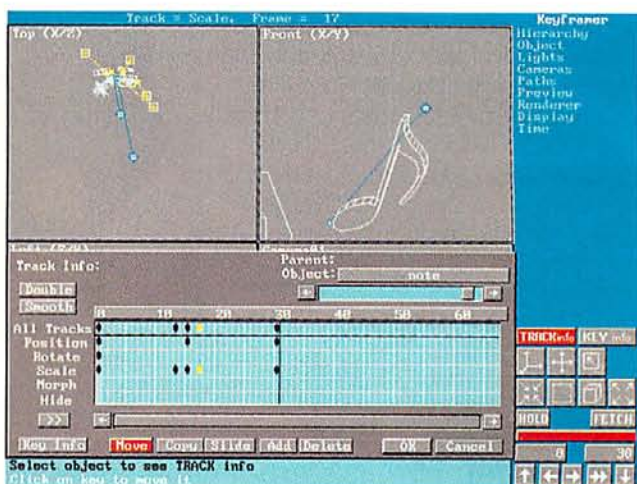 Track = Scale, Frame = 17
Keyframer
Top (X/Z)
Front (X/Y)
Hierarchy
Object
Lights
Cameras
Paths
Preview
Renderer
Display
Time
Track Info:
Parent:
Object: note
Double
Smooth
0 10 20 30 40 50 60
All Tracks
Position
Rotate
Scale
Morph
Hide
>>
Key Info Move Copy Slide Add Delete OK Cancel
TRACKinfo KEY info
HOLD FETCH
0 30
Select object to see TRACK info
Click on key to move it